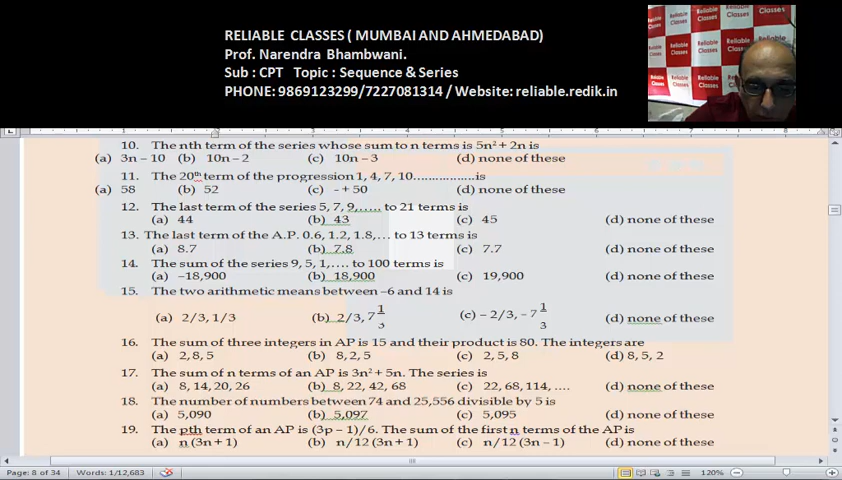 RELIABLE CLASSES ( MUMBAI AND AHMEDABAD)
Prof. Narendra Bhambwani.
Sub : CPT Topic : Sequence & Series
PHONE: 9869123299/7227081314 / Website: reliable.redik.in
Reliable Classes
10. The nth term of the series whose sum to n terms is 5n² + 2n is
(a) 3n – 10 (b) 10n – 2 (c) 10n – 3 (d) none of these
11. The 20th term of the progression 1, 4, 7, 10.................is
(a) 58 (b) 52 (c) - + 50 (d) none of these
12. The last term of the series 5, 7, 9,..... to 21 terms is
(a) 44 (b) 43 (c) 45 (d) none of these
13. The last term of the A.P. 0.6, 1.2, 1.8,... to 13 terms is
(a) 8.7 (b) 7.8 (c) 7.7 (d) none of these
14. The sum of the series 9, 5, 1,.... to 100 terms is
(a) –18,900 (b) 18,900 (c) 19,900 (d) none of these
15. The two arithmetic means between –6 and 14 is
(a) 2/3, 1/3 (b) 2/3, 7 1/3 (c) – 2/3, – 7 1/3 (d) none of these
16. The sum of three integers in AP is 15 and their product is 80. The integers are
(a) 2, 8, 5 (b) 8, 2, 5 (c) 2, 5, 8 (d) 8, 5, 2
17. The sum of n terms of an AP is 3n² + 5n. The series is
(a) 8, 14, 20, 26 (b) 8, 22, 42, 68 (c) 22, 68, 114, .... (d) none of these
18. The number of numbers between 74 and 25,556 divisible by 5 is
(a) 5,090 (b) 5,097 (c) 5,095 (d) none of these
19. The pth term of an AP is (3p – 1)/6. The sum of the first n terms of the AP is
(a) n (3n + 1) (b) n/12 (3n + 1) (c) n/12 (3n – 1) (d) none of these
Page: 8 of 34 Words: 1/12,683 120%